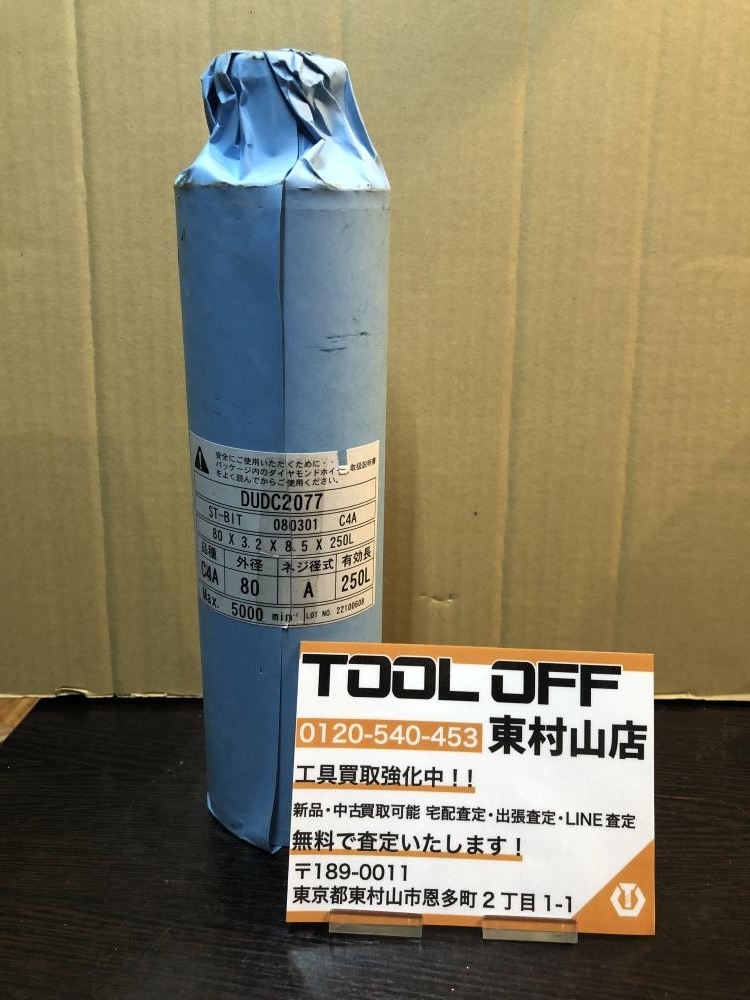 安全にご使用いただくために・・
パッケージ内のダイヤモンドホイ 取扱説明書
をよく読んでからご使用ください。
DUDC2077
ST-BIT 080301 C4A
80 X 3.2 X 8.5 X 250L
品種 外径 ネジ径式 有効長
C4A 80 A 250L
Max. 5000 min⁻¹ LOT NO. 22100608
TOOL OFF
0120-540-453 東村山店
工具買取強化中！！
新品・中古買取可能 宅配査定・出張査定・LINE査定
無料で査定いたします！
〒189-0011
東京都東村山市恩多町2丁目1-1